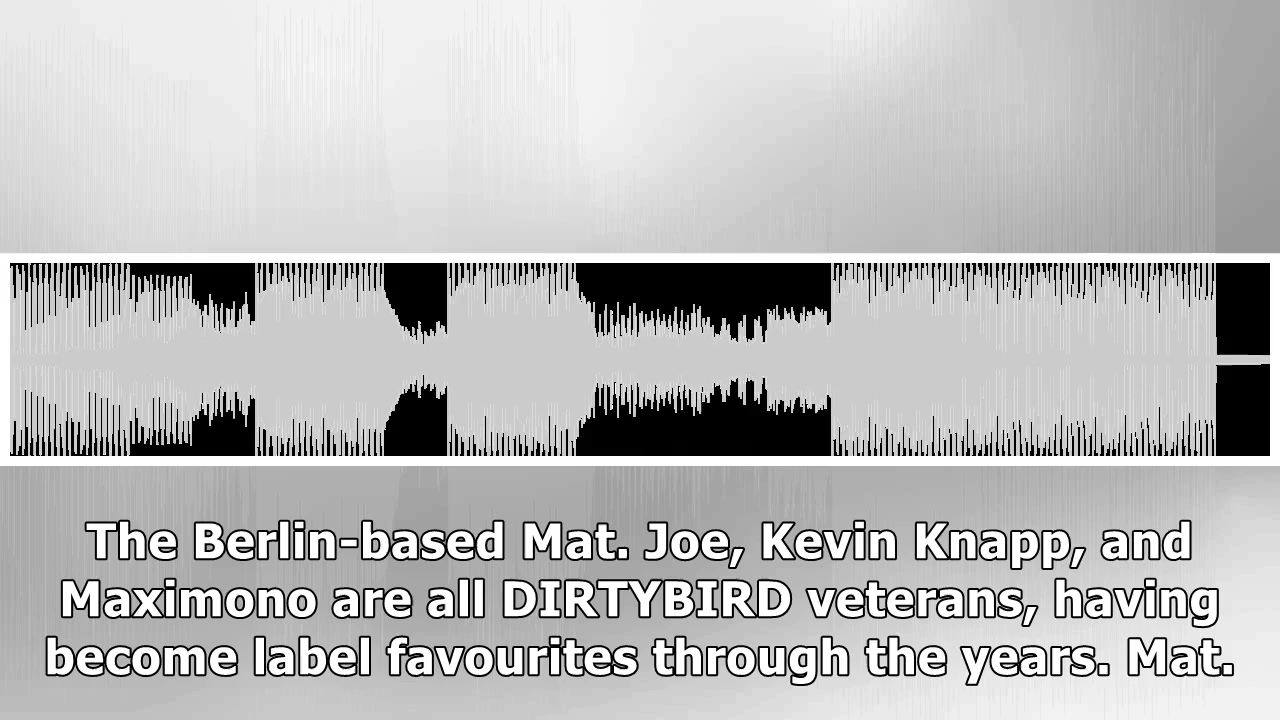 The Berlin-based Mat. Joe, Kevin Knapp, and
Maximono are all DIRTYBIRD veterans, having
become label favourites through the years. Mat.